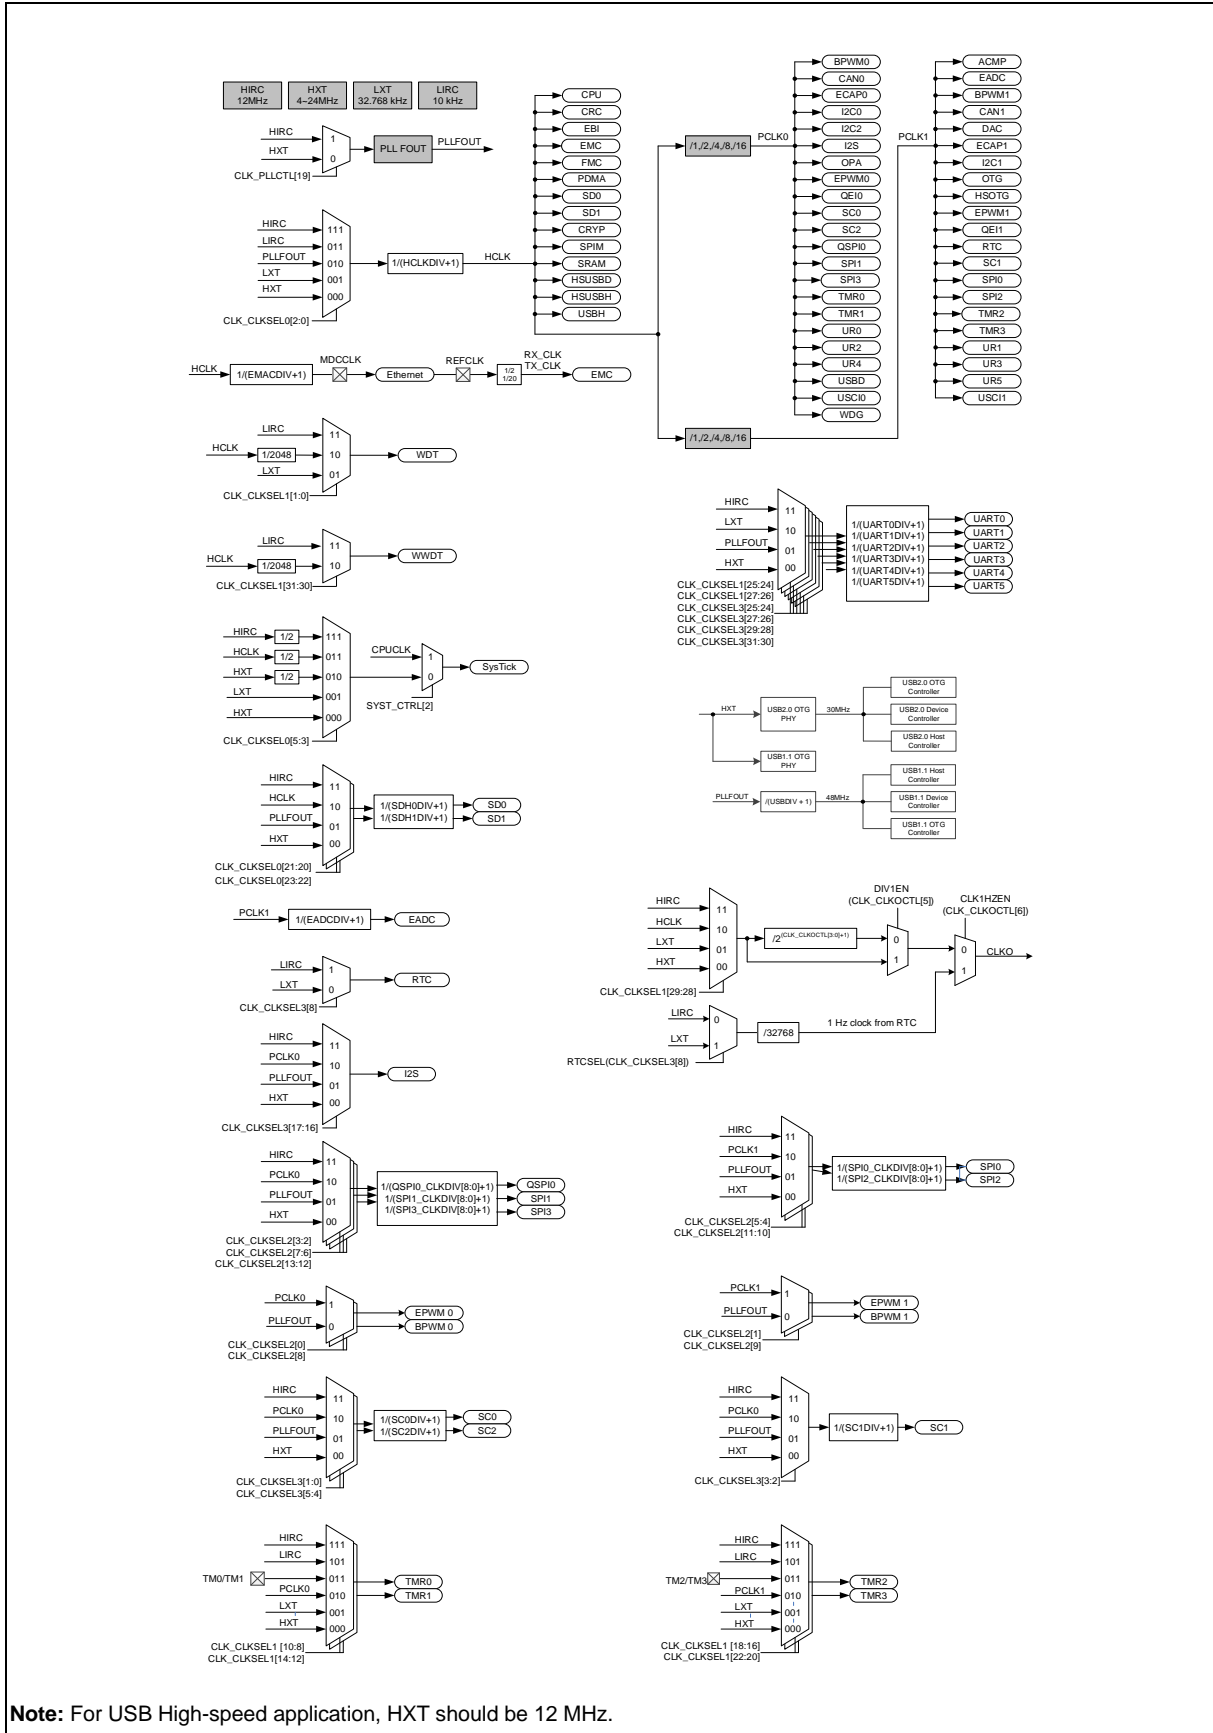 HIRC
12MHz
HXT
4~24MHz
LXT
32.768 kHz
LIRC
10 kHz
HIRC
HXT
1
0
PLL FOUT
PLLFOUT
CLK_PLLCTL[19]
HIRC
LIRC
PLLFOUT
LXT
HXT
111
011
010
001
000
1/(HCLKDIV+1)
HCLK
CLK_CLKSEL0[2:0]
CPU
CRC
EBI
EMC
FMC
PDMA
SD0
SD1
CRYP
SPIM
SRAM
HSUSBD
HSUSBH
USBH
/1,/2,/4,/8,/16
PCLK0
BPWM0
CAN0
ECAP0
I2C0
I2C2
I2S
OPA
EPWM0
QEI0
SC0
SC2
QSPI0
SPI1
SPI3
TMR0
TMR1
UR0
UR2
UR4
USBD
USCI0
WDG
/1,/2,/4,/8,/16
PCLK1
ACMP
EADC
BPWM1
CAN1
DAC
ECAP1
I2C1
OTG
HSOTG
EPWM1
QEI1
RTC
SC1
SPI0
SPI2
TMR2
TMR3
UR1
UR3
UR5
USCI1
HCLK
1/(EMACDIV+1)
MDCCLK
Ethernet
REFCLK
1/2
1/20
RX_CLK
TX_CLK
EMC
LIRC
HCLK
1/2048
LXT
11
10
01
WDT
CLK_CLKSEL1[1:0]
LIRC
HCLK
1/2048
11
10
WWDT
CLK_CLKSEL1[31:30]
HIRC
LXT
PLLFOUT
HXT
11
10
01
00
1/(UART0DIV+1)
1/(UART1DIV+1)
1/(UART2DIV+1)
1/(UART3DIV+1)
1/(UART4DIV+1)
1/(UART5DIV+1)
UART0
UART1
UART2
UART3
UART4
UART5
CLK_CLKSEL1[25:24]
CLK_CLKSEL1[27:26]
CLK_CLKSEL3[25:24]
CLK_CLKSEL3[27:26]
CLK_CLKSEL3[29:28]
CLK_CLKSEL3[31:30]
HIRC
1/2
HCLK
1/2
HXT
1/2
LXT
HXT
111
011
010
001
000
CPUCLK
1
0
SysTick
SYST_CTRL[2]
CLK_CLKSEL0[5:3]
HXT
USB2.0 OTG
PHY
30MHz
USB2.0 OTG
Controller
USB2.0 Device
Controller
USB2.0 Host
Controller
USB1.1 OTG
PHY
PLLFOUT
/(USBDIV + 1)
48MHz
USB1.1 Host
Controller
USB1.1 Device
Controller
USB1.1 OTG
Controller
HIRC
HCLK
PLLFOUT
HXT
11
10
01
00
1/(SDH0DIV+1)
1/(SDH1DIV+1)
SD0
SD1
CLK_CLKSEL0[21:20]
CLK_CLKSEL0[23:22]
PCLK1
1/(EADCDIV+1)
EADC
LIRC
LXT
1
0
RTC
CLK_CLKSEL3[8]
HIRC
HCLK
LXT
HXT
11
10
01
00
CLK_CLKSEL1[29:28]
/2(CLK_CLKOCTL[3:0]+1)
DIV1EN
(CLK_CLKOCTL[5])
0
1
CLK1HZEN
(CLK_CLKOCTL[6])
0
1
CLKO
LIRC
LXT
0
1
/32768
1 Hz clock from RTC
RTCSEL(CLK_CLKSEL3[8])
HIRC
PCLK0
PLLFOUT
HXT
11
10
01
00
I2S
CLK_CLKSEL3[17:16]
HIRC
PCLK0
PLLFOUT
HXT
11
10
01
00
1/(QSPI0_CLKDIV[8:0]+1)
1/(SPI1_CLKDIV[8:0]+1)
1/(SPI3_CLKDIV[8:0]+1)
QSPI0
SPI1
SPI3
CLK_CLKSEL2[3:2]
CLK_CLKSEL2[7:6]
CLK_CLKSEL2[13:12]
HIRC
PCLK1
PLLFOUT
HXT
11
10
01
00
1/(SPI0_CLKDIV[8:0]+1)
1/(SPI2_CLKDIV[8:0]+1)
SPI0
SPI2
CLK_CLKSEL2[5:4]
CLK_CLKSEL2[11:10]
PCLK0
PLLFOUT
1
0
EPWM 0
BPWM 0
CLK_CLKSEL2[0]
CLK_CLKSEL2[8]
PCLK1
PLLFOUT
1
0
EPWM 1
BPWM 1
CLK_CLKSEL2[1]
CLK_CLKSEL2[9]
HIRC
PCLK0
PLLFOUT
HXT
11
10
01
00
1/(SC0DIV+1)
1/(SC2DIV+1)
SC0
SC2
CLK_CLKSEL3[1:0]
CLK_CLKSEL3[5:4]
HIRC
PCLK0
PLLFOUT
HXT
11
10
01
00
1/(SC1DIV+1)
SC1
CLK_CLKSEL3[3:2]
HIRC
LIRC
TM0/TM1
PCLK0
LXT
HXT
111
101
011
010
001
000
TMR0
TMR1
CLK_CLKSEL1 [10:8]
CLK_CLKSEL1[14:12]
HIRC
LIRC
TM2/TM3
PCLK1
LXT
HXT
111
101
011
010
001
000
TMR2
TMR3
CLK_CLKSEL1 [18:16]
CLK_CLKSEL1[22:20]
Note: For USB High-speed application, HXT should be 12 MHz.